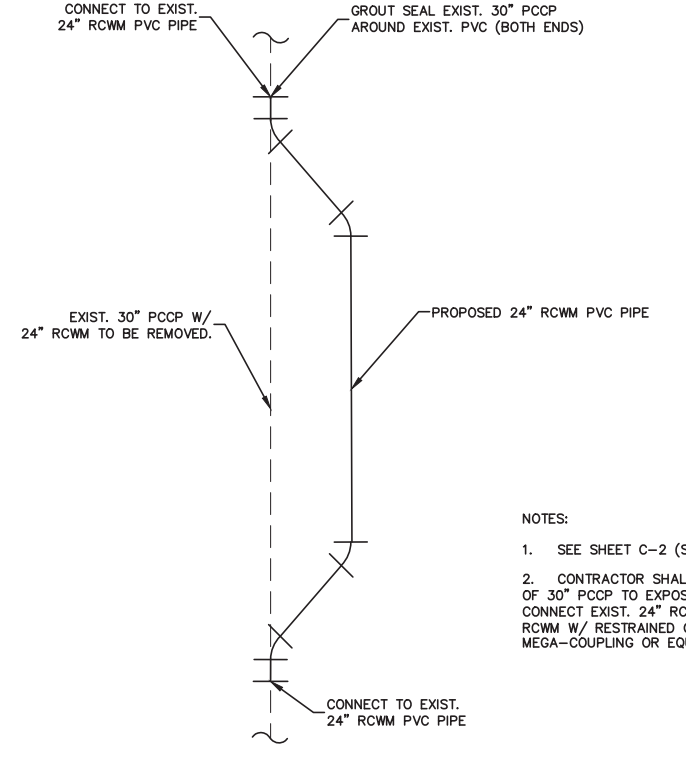 CONNECT TO EXIST.
24" RCWM PVC PIPE
GROUT SEAL EXIST. 30" PCCP
AROUND EXIST. PVC (BOTH ENDS)
EXIST. 30" PCCP W/
24" RCWM TO BE REMOVED.
PROPOSED 24" RCWM PVC PIPE
NOTES:
1. SEE SHEET C-2 (S
2. CONTRACTOR SHAL
OF 30" PCCP TO EXPOS
CONNECT EXIST. 24" RC
RCWM W/ RESTRAINED
MEGA-COUPLING OR EQU
CONNECT TO EXIST.
24" RCWM PVC PIPE